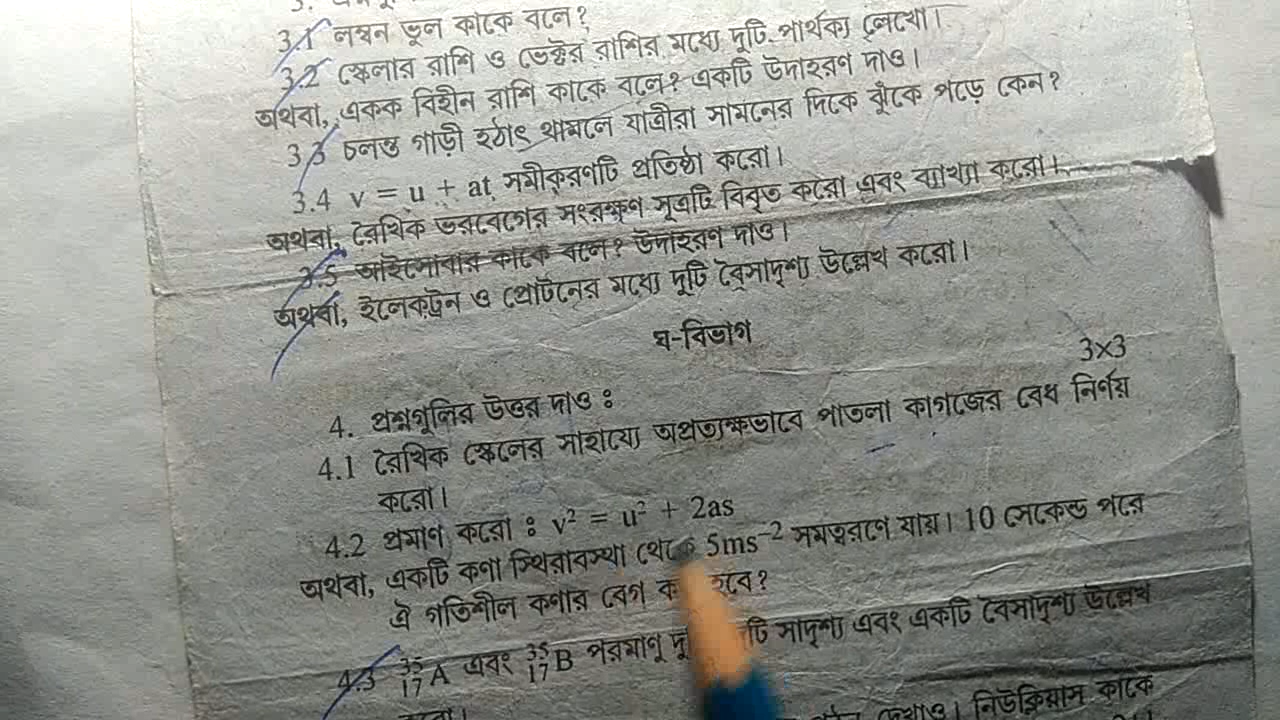 3.1 লম্বন ভুল কাকে বলে?
3.2 স্কেলার রাশি ও ভেক্টর রাশির মধ্যে দুটি পার্থক্য লেখো।
অথবা, একক বিহীন রাশি কাকে বলে? একটি উদাহরণ দাও।
3.3 চলন্ত গাড়ী হঠাৎ থামলে যাত্রীরা সামনের দিকে ঝুঁকে পড়ে কেন?
3.4 v = u + at সমীকরণটি প্রতিষ্ঠা করো।
অথবা, রৈখিক ভরবেগের সংরক্ষণ সূত্রটি বিবৃত করো এবং ব্যাখ্যা করো।
3.5 আইসোবার কাকে বলে? উদাহরণ দাও।
অথবা, ইলেকট্রন ও প্রোটনের মধ্যে দুটি বৈসাদৃশ্য উল্লেখ করো।
ঘ-বিভাগ
4. প্রশ্নগুলির উত্তর দাও ঃ 3×3
4.1 রৈখিক স্কেলের সাহায্যে অপ্রত্যক্ষভাবে পাতলা কাগজের বেধ নির্ণয়
করো।
4.2 প্রমাণ করো ঃ v² = u² + 2as
অথবা, একটি কণা স্থিরাবস্থা থেকে 5ms⁻² সমত্বরণে যায়। 10 সেকেন্ড পরে
ঐ গতিশীল কণার বেগ হবে?
4.3 ³⁵₁₇A এবং ³⁵₁₇B পরমাণু সাদৃশ্য এবং একটি বৈসাদৃশ্য উল্লেখ
করো।
দেখাও। নিউক্লিয়াস কাকে